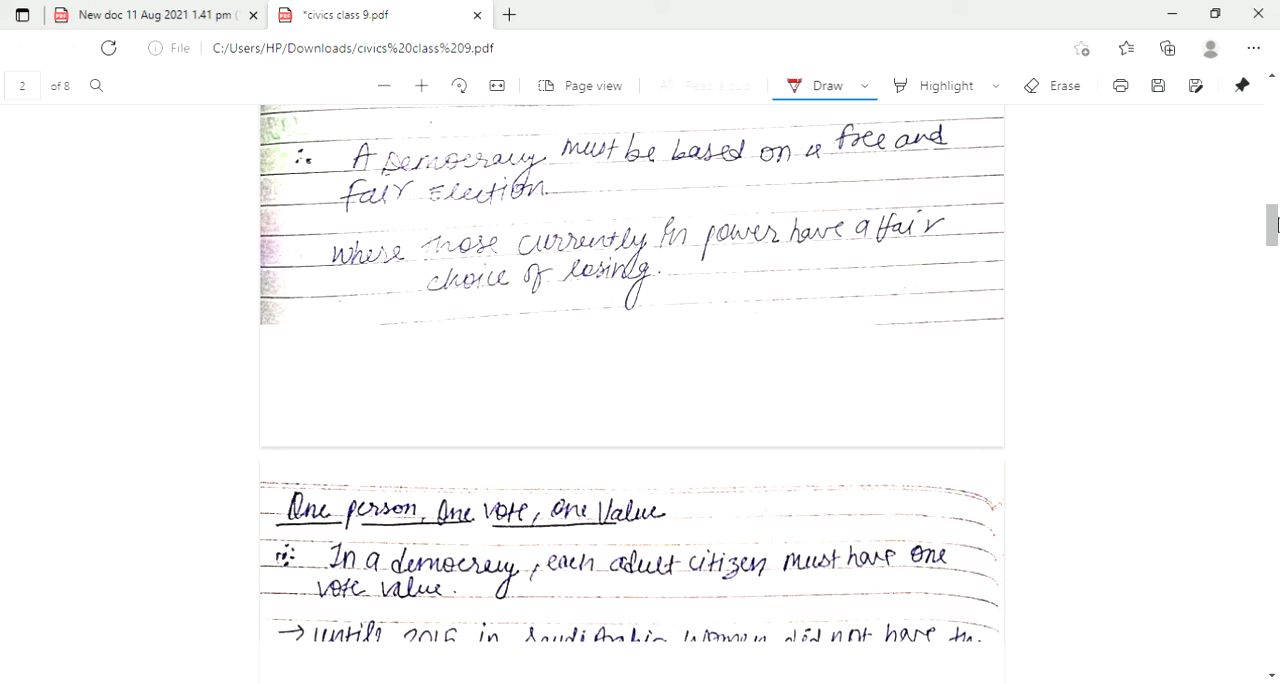 New doc 11 Aug 2021 1.41 pm (
*civics class 9.pdf
File C:/Users/HP/Downloads/civics%20class%209.pdf
2 of 8 Page view Read aloud Draw Highlight Erase
A Democracy must be based on a free and
fair Election.
Where those currently in power have a ffair
choice of losing.
One person, One vote, One Value
In a democracy, each adult citizen must have one
vote value.
→ until 2015 in Saudi Arabia women did not have